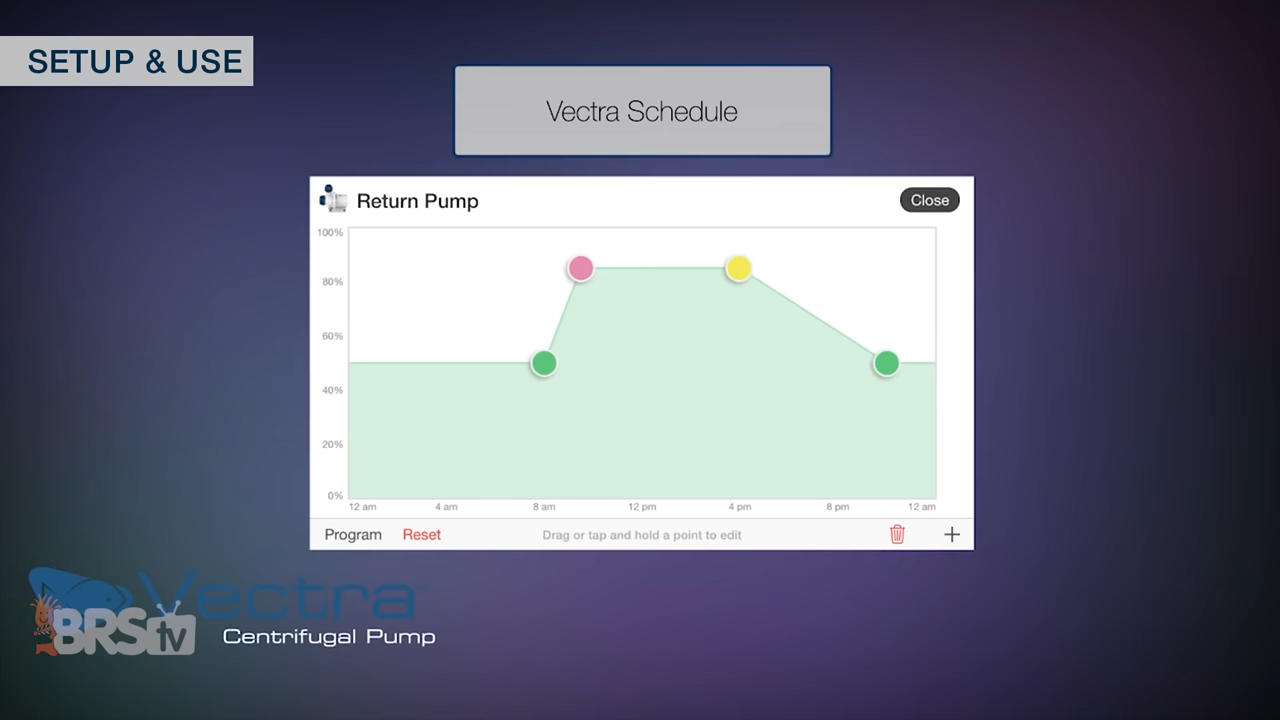 SETUP & USE
Vectra Schedule
Return Pump
Close
100%
80%
60%
40%
20%
0%
12 am 4 am 8 am 12 pm 4 pm 8 pm 12 am
Program Reset Drag or tap and hold a point to edit
Vectra
BRStv
Centrifugal Pump